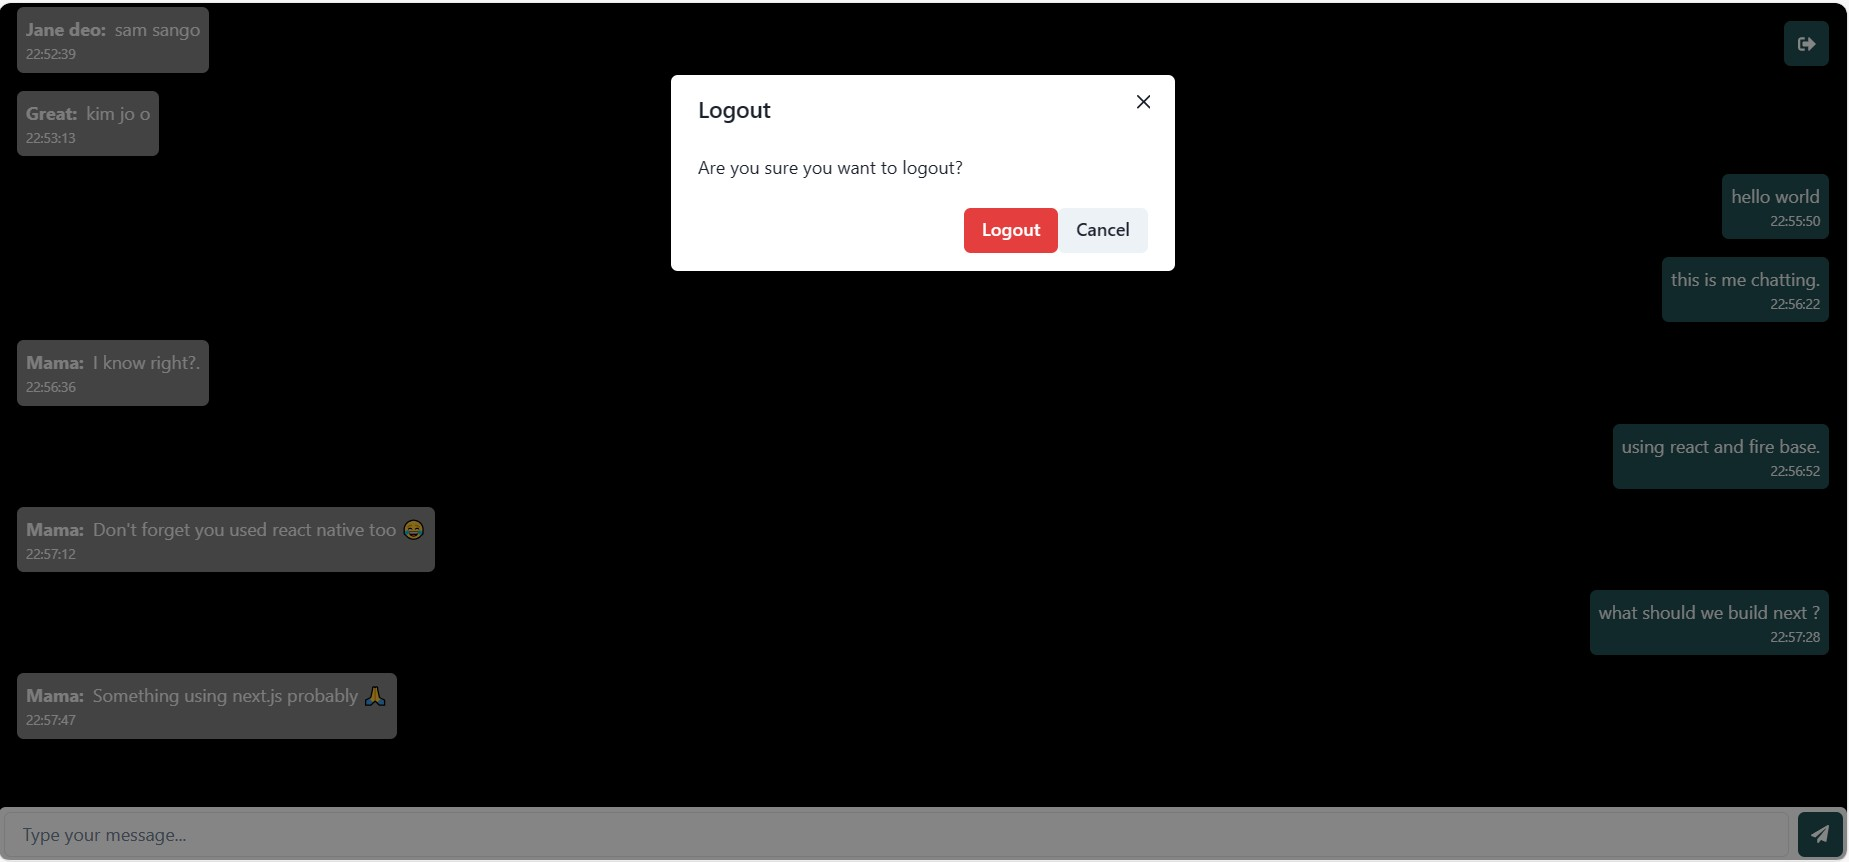 Jane deo: sam sango
22:52:39
Great: kim jo o
22:53:13
Logout
Are you sure you want to logout?
Logout Cancel
hello world
22:55:50
this is me chatting.
22:56:22
Mama: I know right?.
22:56:36
using react and fire base.
22:56:52
Mama: Don't forget you used react native too 😂
22:57:12
what should we build next ?
22:57:28
Mama: Something using next.js probably 🙏
22:57:47
Type your message...